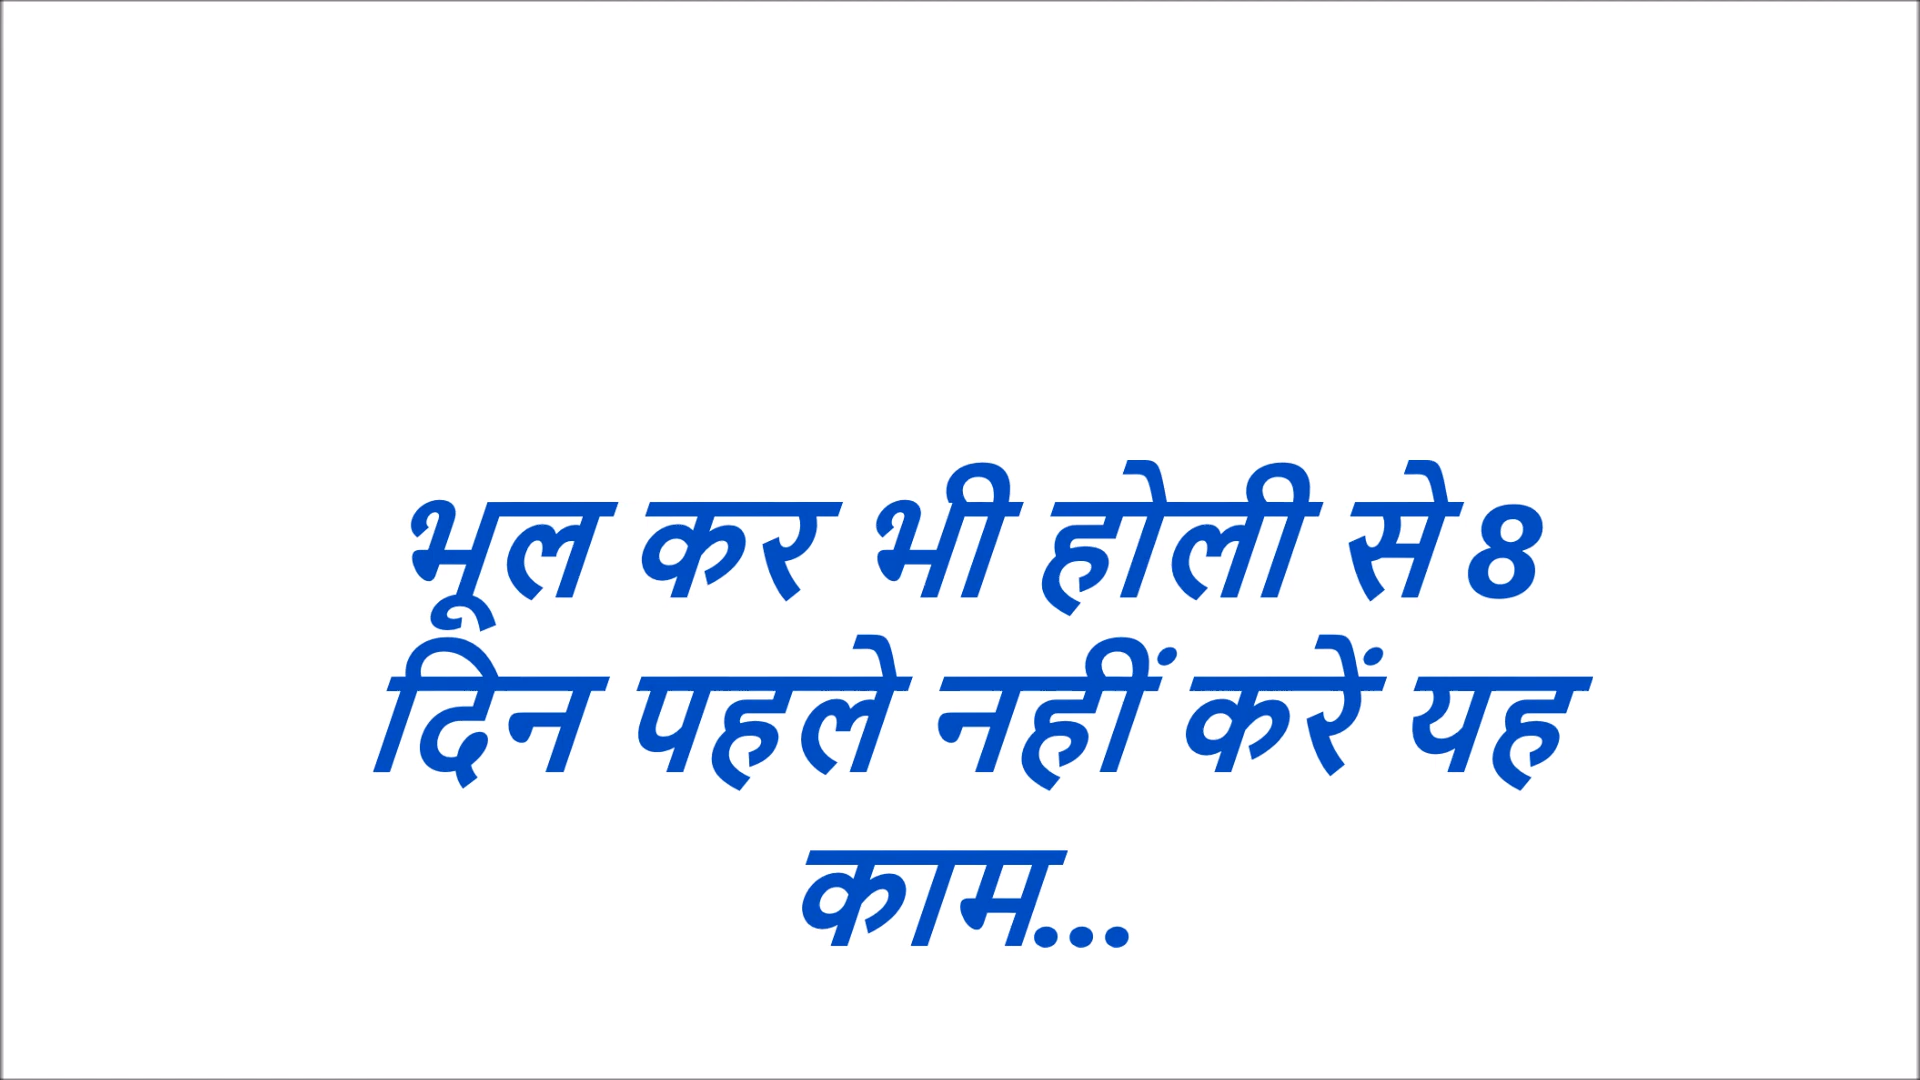 भूल कर भी होली से 8
दिन पहले नहीं करें यह
काम...